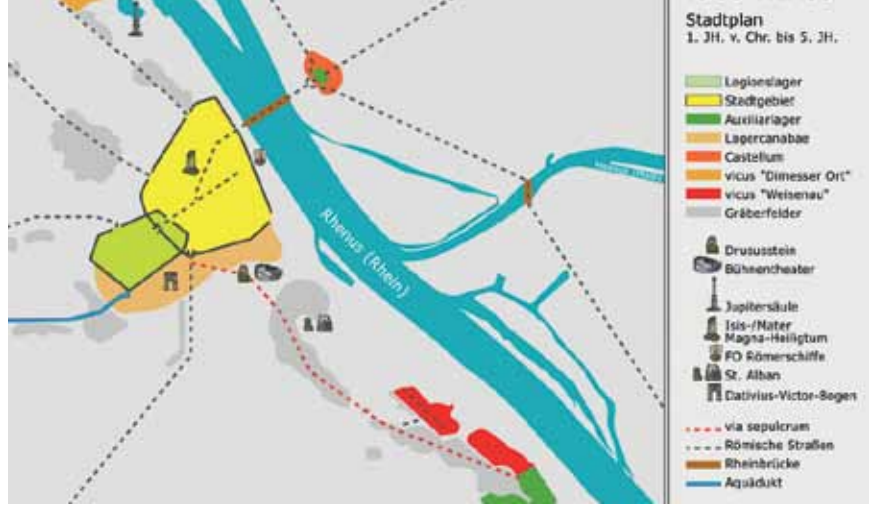 Stadtplan
1. JH. v. Chr. bis 5. JH.
Legionslager
Stadtgebiet
Auxiliarlager
Lagercanabae
Castellum
vicus "Dimesser Ort"
vicus "Weisenau"
Gräberfelder
Drususstein
Bühnentheater
Jupitersäule
Isis-/Mater
Magna-Heiligtum
FO Römerschiffe
St. Alban
Dativius-Victor-Bogen
via sepulcrum
Römische Straßen
Rheinbrücke
Aquädukt
Rhenus (Rhein)